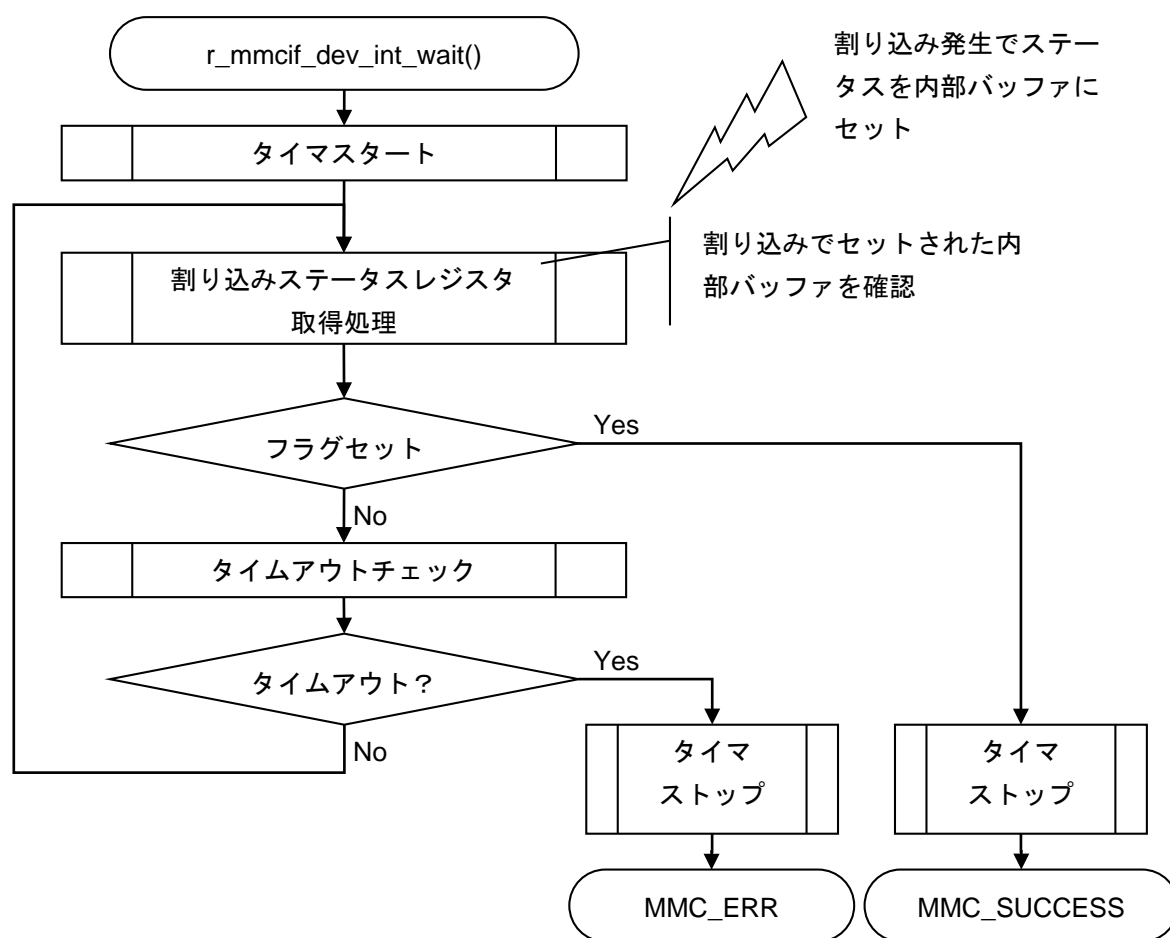 r_mmcif_dev_int_wait()
割り込み発生でステー
タスを内部バッファに
セット
タイマスタート
割り込みでセットされた内
部バッファを確認
割り込みステータスレジスタ
取得処理
フラグセット
Yes
No
タイムアウトチェック
タイムアウト？
Yes
No
タイマ
ストップ
タイマ
ストップ
MMC_ERR
MMC_SUCCESS